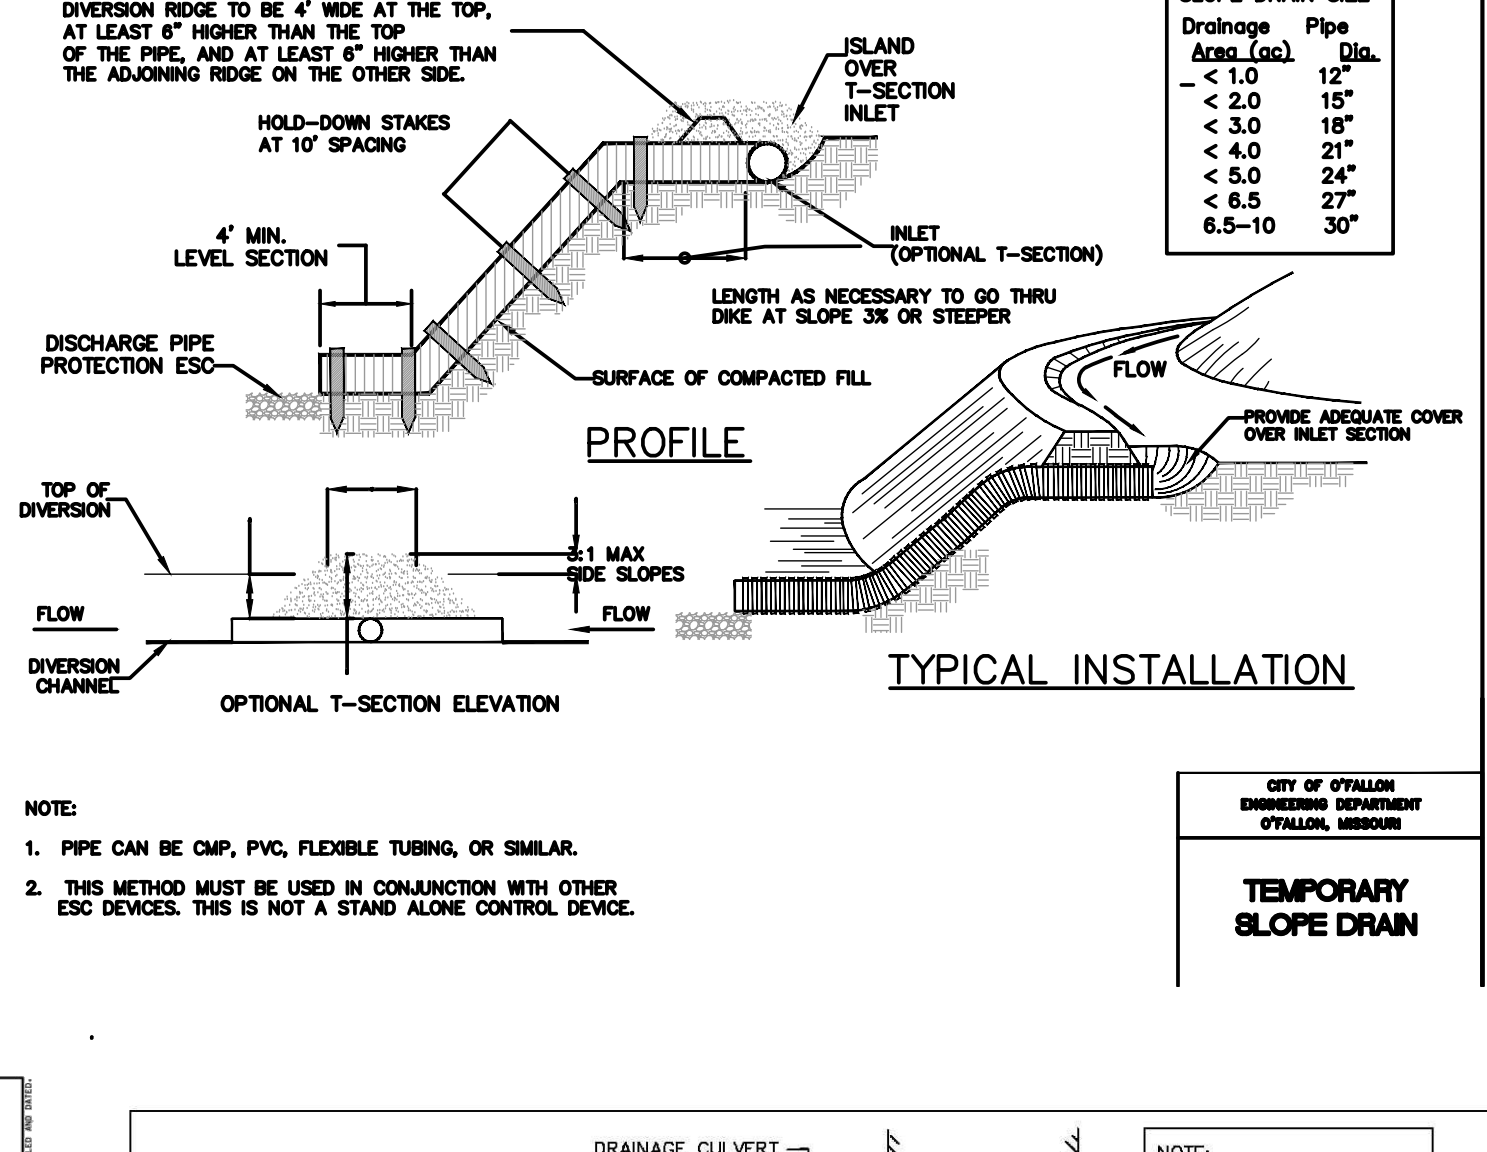 DIVERSION RIDGE TO BE 4' WIDE AT THE TOP,
AT LEAST 6" HIGHER THAN THE TOP
OF THE PIPE, AND AT LEAST 6" HIGHER THAN
THE ADJOINING RIDGE ON THE OTHER SIDE.
HOLD-DOWN STAKES
AT 10' SPACING
ISLAND
OVER
T-SECTION
INLET
SLOPE DRAIN SIZE
Drainage Pipe
Area (ac) Dia.
< 1.0 12"
< 2.0 15"
< 3.0 18"
< 4.0 21"
< 5.0 24"
< 6.5 27"
6.5-10 30"
4' MIN.
LEVEL SECTION
INLET
(OPTIONAL T-SECTION)
LENGTH AS NECESSARY TO GO THRU
DIKE AT SLOPE 3% OR STEEPER
DISCHARGE PIPE
PROTECTION ESC
SURFACE OF COMPACTED FILL
PROFILE
FLOW
PROVIDE ADEQUATE COVER
OVER INLET SECTION
TOP OF
DIVERSION
3:1 MAX
SIDE SLOPES
FLOW
FLOW
DIVERSION
CHANNEL
OPTIONAL T-SECTION ELEVATION
TYPICAL INSTALLATION
NOTE:
1. PIPE CAN BE CMP, PVC, FLEXIBLE TUBING, OR SIMILAR.
2. THIS METHOD MUST BE USED IN CONJUNCTION WITH OTHER
ESC DEVICES. THIS IS NOT A STAND ALONE CONTROL DEVICE.
CITY OF O'FALLON
ENGINEERING DEPARTMENT
O'FALLON, MISSOURI
TEMPORARY
SLOPE DRAIN
AND DATED.
DRAINAGE CULVERT
NOTE: